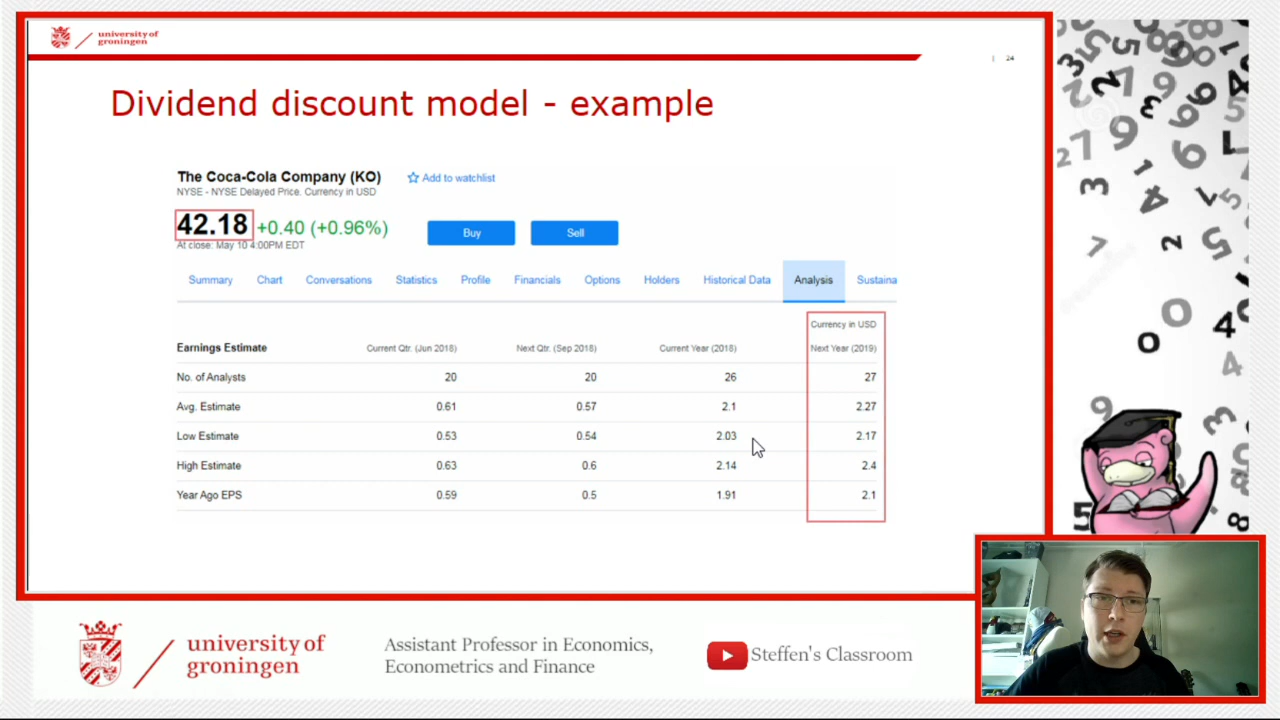 university of
groningen
| 24
Dividend discount model - example
The Coca-Cola Company (KO)
Add to watchlist
NYSE - NYSE Delayed Price. Currency in USD
42.18 +0.40 (+0.96%)
At close: May 10 4:00PM EDT
Buy
Sell
Summary Chart Conversations Statistics Profile Financials Options Holders Historical Data Analysis Sustaina
Currency in USD
Earnings Estimate Current Qtr. (Jun 2018) Next Qtr. (Sep 2018) Current Year (2018) Next Year (2019)
No. of Analysts 20 20 26 27
Avg. Estimate 0.61 0.57 2.1 2.27
Low Estimate 0.53 0.54 2.03 2.17
High Estimate 0.63 0.6 2.14 2.4
Year Ago EPS 0.59 0.5 1.91 2.1
university of
groningen
Assistant Professor in Economics,
Econometrics and Finance
Steffen's Classroom